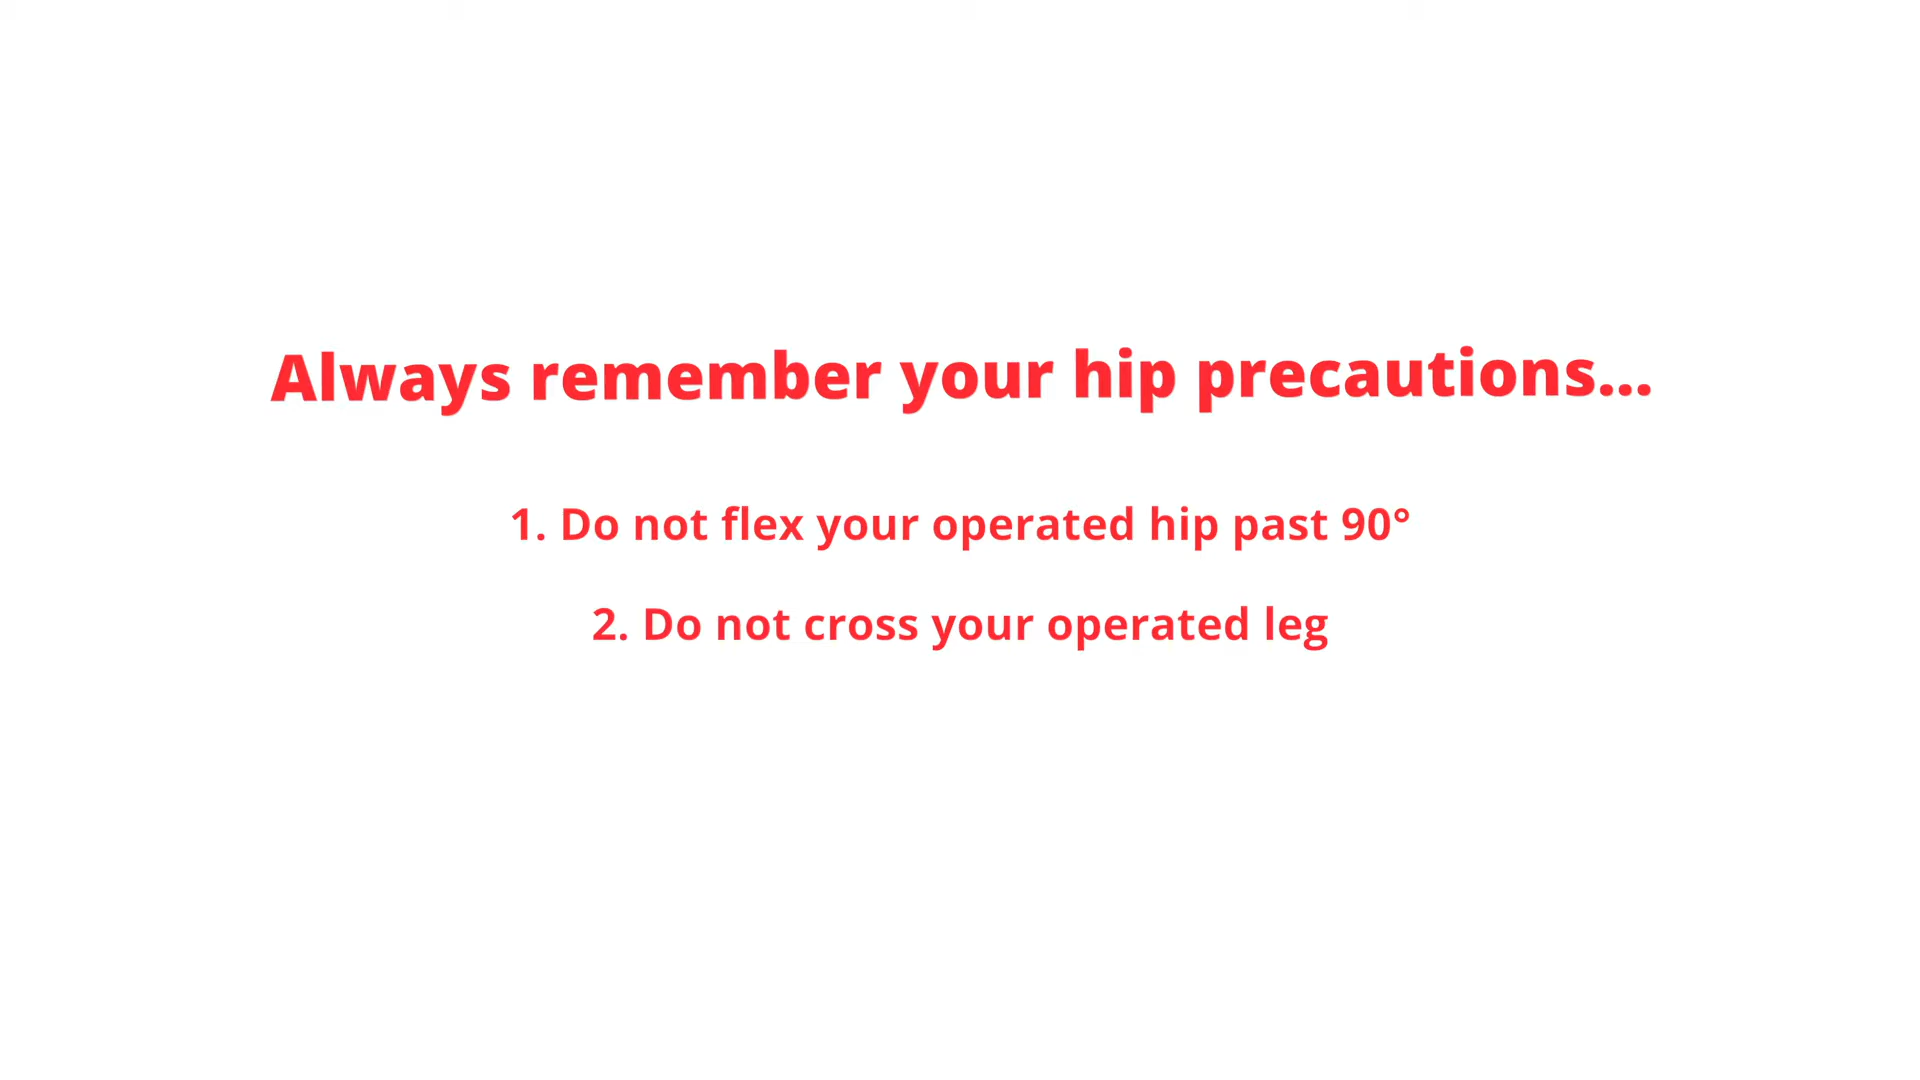 Always remember your hip precautions...
1. Do not flex your operated hip past 90°
2. Do not cross your operated leg